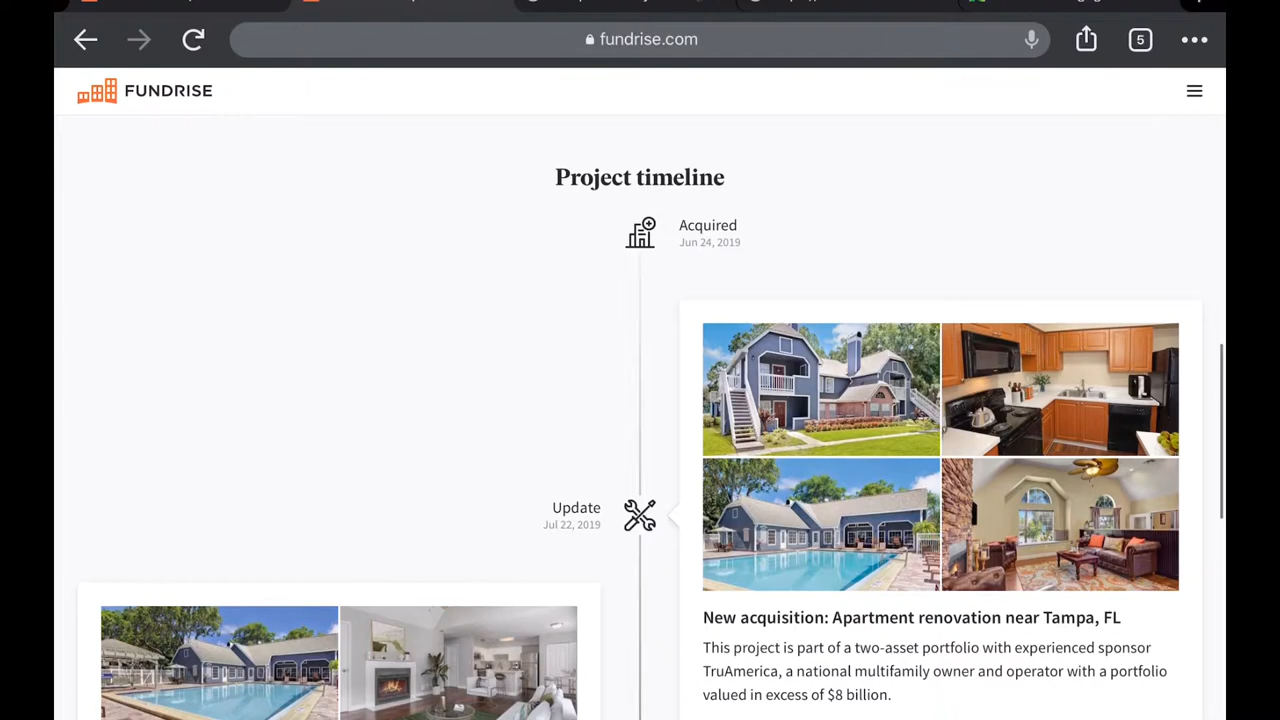 fundrise.com
5
FUNDRISE
Project timeline
Acquired
Jun 24, 2019
Update
Jul 22, 2019
New acquisition: Apartment renovation near Tampa, FL
This project is part of a two-asset portfolio with experienced sponsor
TruAmerica, a national multifamily owner and operator with a portfolio
valued in excess of $8 billion.